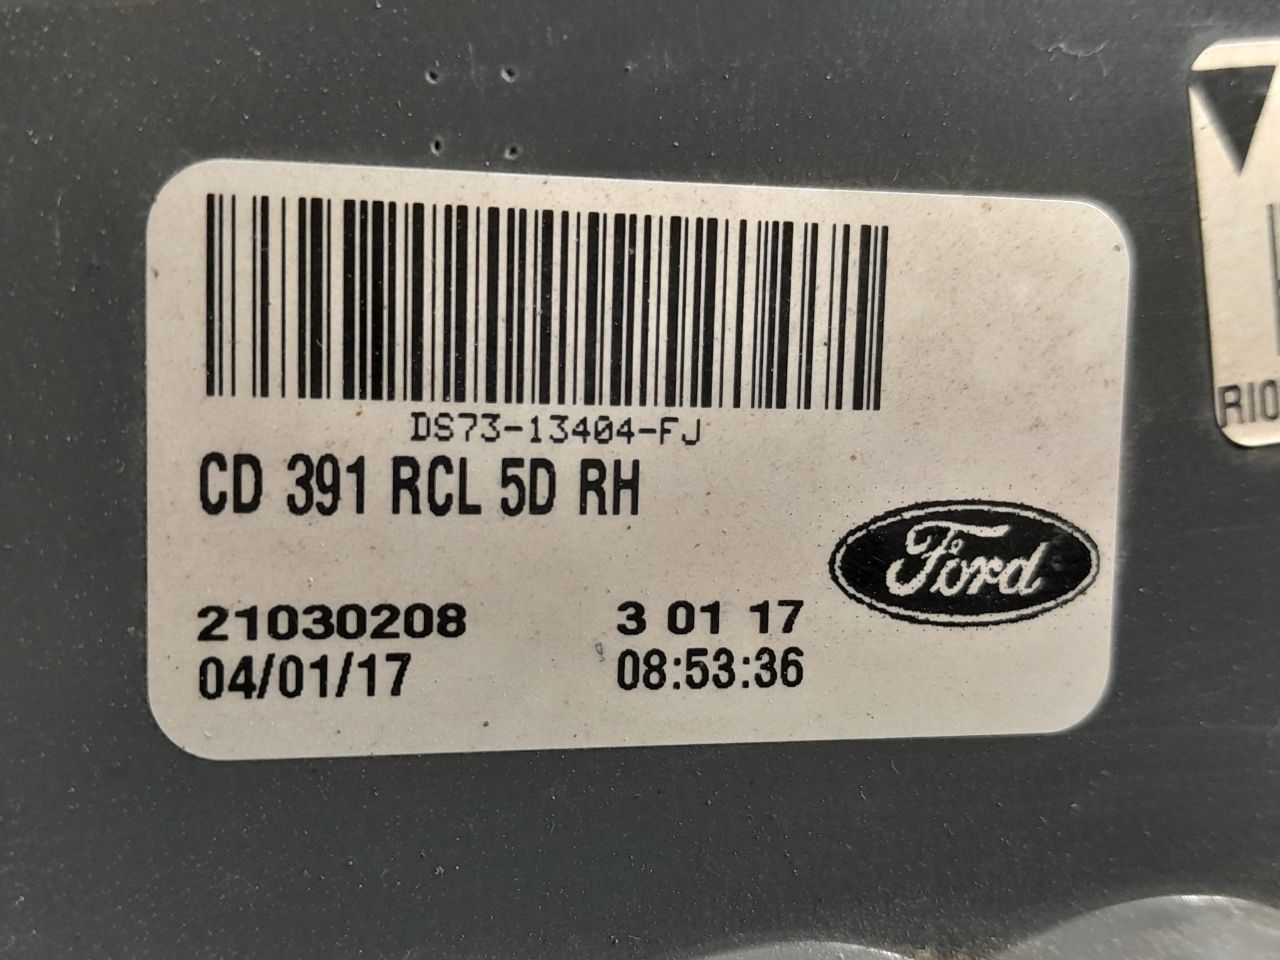 DS73-13404-FJ
CD 391 RCL 5D RH
Ford
21030208 3 01 17
04/01/17 08:53:36
RIO